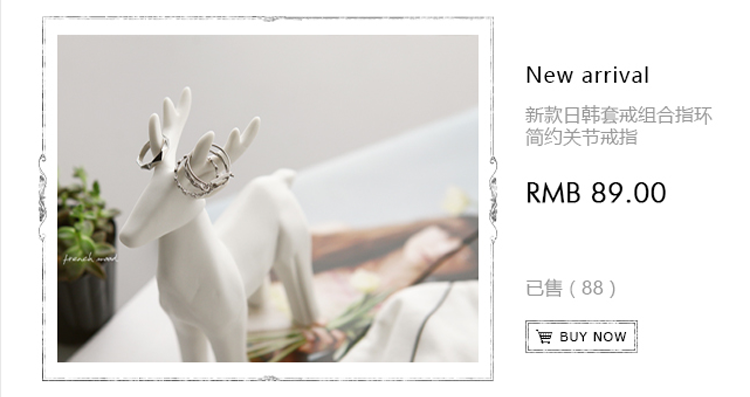 New arrival
新款日韩套戒组合指环
简约关节戒指
RMB 89.00
french mood
已售 ( 88 )
BUY NOW